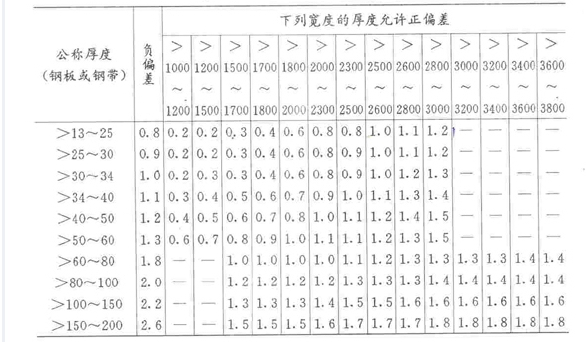 下列宽度的厚度允许正偏差
公称厚度
(钢板或钢带)
负偏差
> > > > > > > > > > > > > >
1000 1200 1500 1700 1800 2000 2300 2500 2600 2800 3000 3200 3400 3600
~ ~ ~ ~ ~ ~ ~ ~ ~ ~ ~ ~ ~ ~
1200 1500 1700 1800 2000 2300 2500 2600 2800 3000 3200 3400 3600 3800
>13~25 0.8 0.2 0.2 0.3 0.4 0.6 0.8 0.8 1.0 1.1 1.2 — — — —
>25~30 0.9 0.2 0.2 0.3 0.4 0.6 0.8 0.9 1.0 1.1 1.2 — — — —
>30~34 1.0 0.2 0.3 0.3 0.4 0.6 0.8 0.9 1.0 1.2 1.3 — — — —
>34~40 1.1 0.3 0.4 0.5 0.6 0.7 0.9 1.0 1.1 1.3 1.4 — — — —
>40~50 1.2 0.4 0.5 0.6 0.7 0.8 1.0 1.1 1.2 1.4 1.5 — — — —
>50~60 1.3 0.6 0.7 0.8 0.9 1.0 1.1 1.1 1.2 1.3 1.5 — — — —
>60~80 1.8 — — 1.0 1.0 1.0 1.0 1.1 1.2 1.3 1.3 1.3 1.3 1.4 1.4
>80~100 2.0 — — 1.2 1.2 1.2 1.2 1.3 1.3 1.3 1.4 1.4 1.4 1.4 1.4
>100~150 2.2 — — 1.3 1.3 1.3 1.4 1.5 1.5 1.6 1.6 1.6 1.6 1.6 1.6
>150~200 2.6 — — 1.5 1.5 1.5 1.6 1.7 1.7 1.7 1.8 1.8 1.8 1.8 1.8